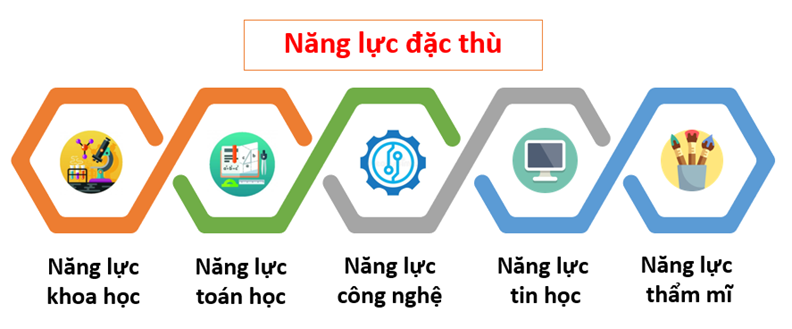 Năng lực đặc thù
Năng lực
khoa học
Năng lực
toán học
Năng lực
công nghệ
Năng lực
tin học
Năng lực
thẩm mĩ